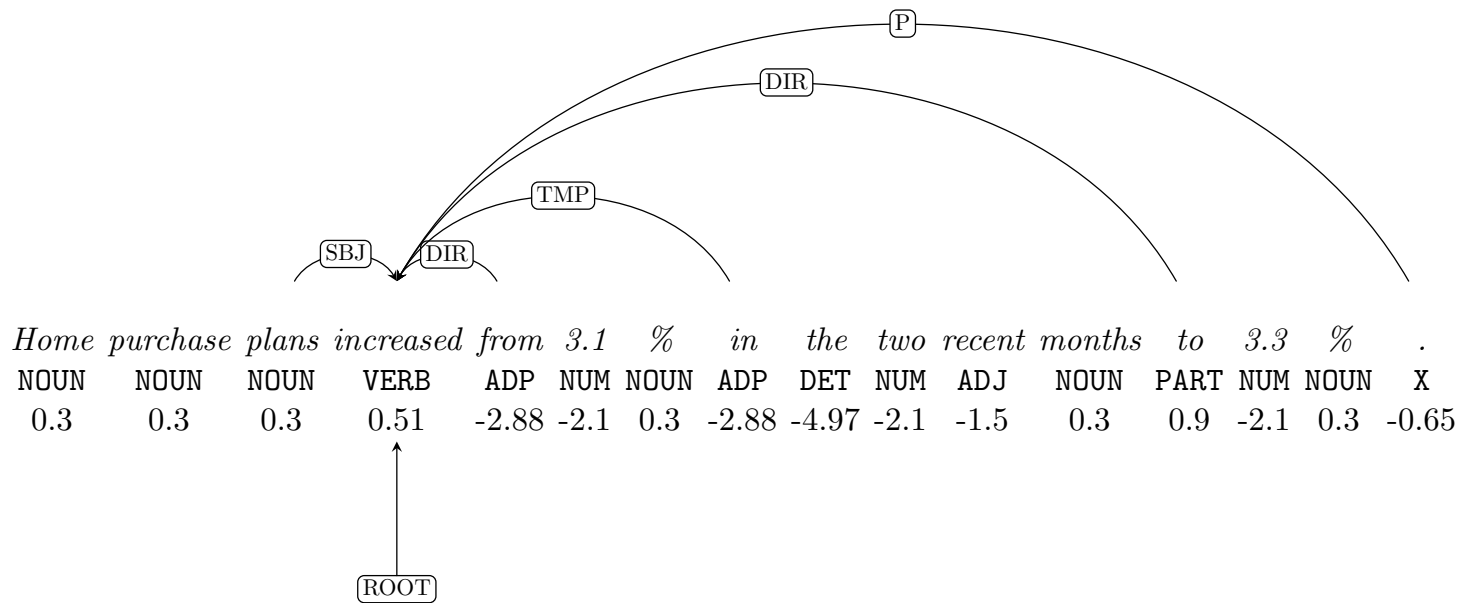 P
DIR
TMP
SBJ DIR
Home purchase plans increased from 3.1 % in the two recent months to 3.3 % .
NOUN NOUN NOUN VERB ADP NUM NOUN ADP DET NUM ADJ NOUN PART NUM NOUN X
0.3 0.3 0.3 0.51 -2.88 -2.1 0.3 -2.88 -4.97 -2.1 -1.5 0.3 0.9 -2.1 0.3 -0.65
ROOT